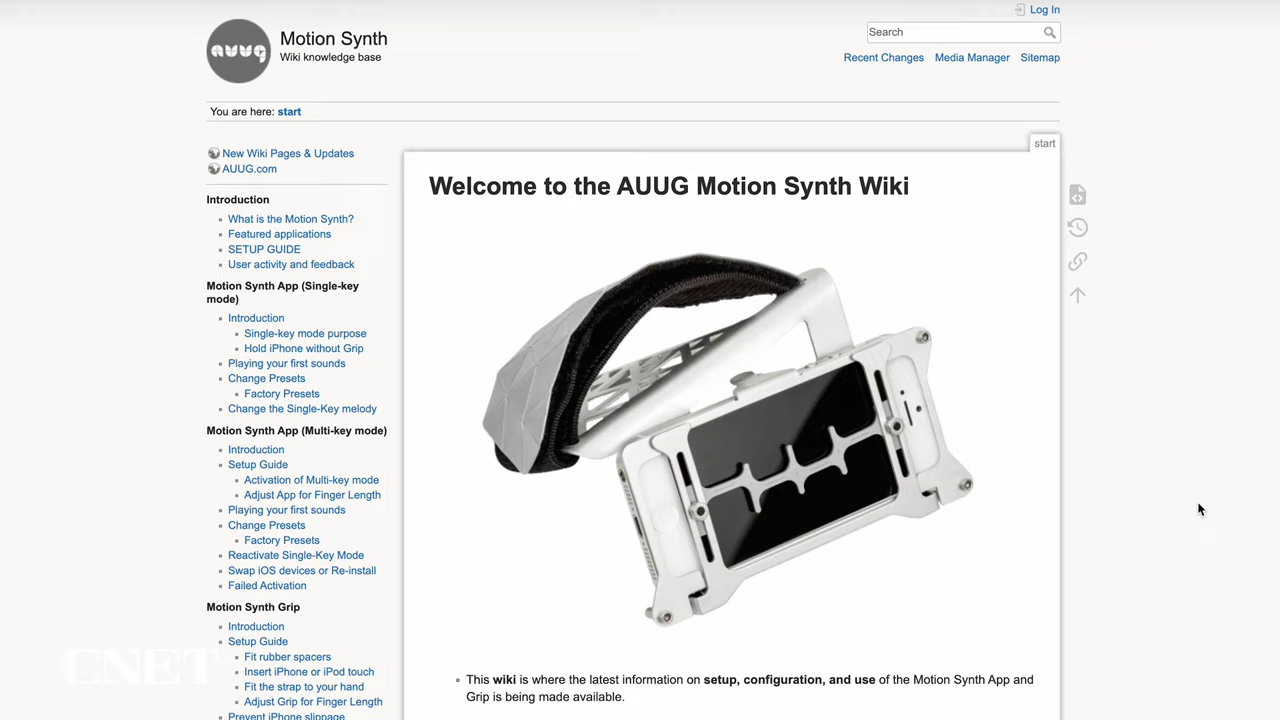 Log In
auug
Motion Synth
Wiki knowledge base
Search
Recent Changes Media Manager Sitemap
You are here: start
start
New Wiki Pages & Updates
AUUG.com
Introduction
What is the Motion Synth?
Featured applications
SETUP GUIDE
User activity and feedback
Motion Synth App (Single-key
mode)
Introduction
Single-key mode purpose
Hold iPhone without Grip
Playing your first sounds
Change Presets
Factory Presets
Change the Single-Key melody
Motion Synth App (Multi-key mode)
Introduction
Setup Guide
Activation of Multi-key mode
Adjust App for Finger Length
Playing your first sounds
Change Presets
Factory Presets
Reactivate Single-Key Mode
Swap iOS devices or Re-install
Failed Activation
Motion Synth Grip
Introduction
Setup Guide
Fit rubber spacers
Insert iPhone or iPod touch
Fit the strap to your hand
Adjust Grip for Finger Length
Prevent iPhone slippage
Welcome to the AUUG Motion Synth Wiki
This wiki is where the latest information on setup, configuration, and use of the Motion Synth App and
Grip is being made available.
CNET